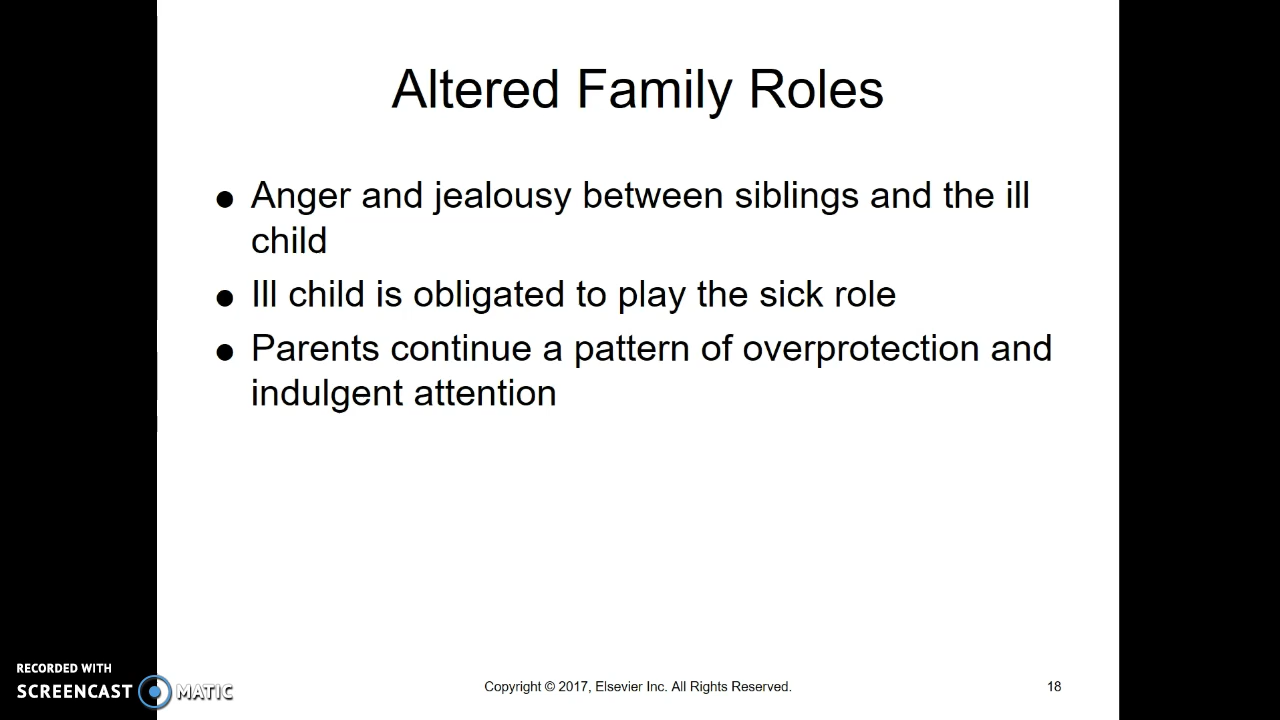 Altered Family Roles
● Anger and jealousy between siblings and the ill
child
● Ill child is obligated to play the sick role
● Parents continue a pattern of overprotection and
indulgent attention
RECORDED WITH
SCREENCAST MATIC
Copyright © 2017, Elsevier Inc. All Rights Reserved.
18